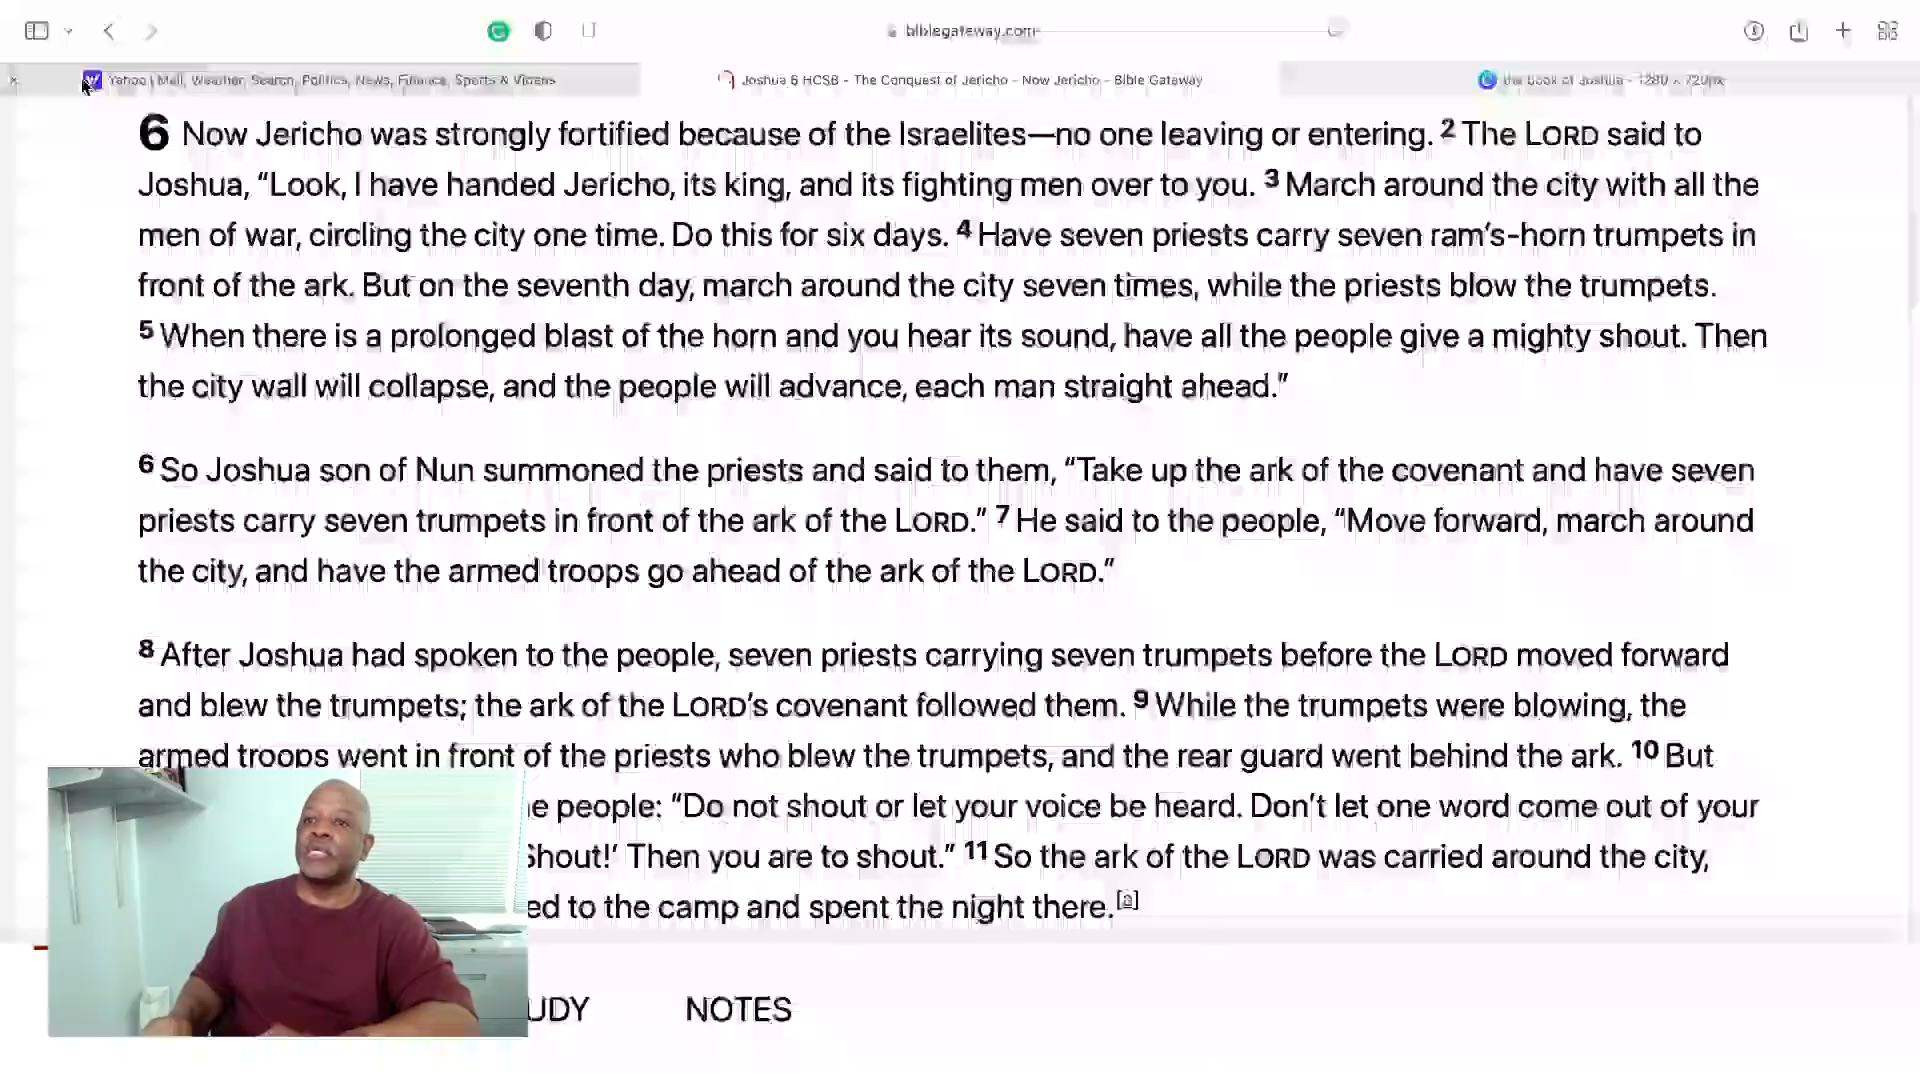 biblegateway.com
Yahoo | Mail, Weather, Search, Politics, News, Finance, Sports & Videos
Joshua 6 HCSB - The Conquest of Jericho - Now Jericho - Bible Gateway
the book of Joshua - 1280 × 720px
6 Now Jericho was strongly fortified because of the Israelites—no one leaving or entering. 2 The LORD said to
Joshua, “Look, I have handed Jericho, its king, and its fighting men over to you. 3 March around the city with all the
men of war, circling the city one time. Do this for six days. 4 Have seven priests carry seven ram’s-horn trumpets in
front of the ark. But on the seventh day, march around the city seven times, while the priests blow the trumpets.
5 When there is a prolonged blast of the horn and you hear its sound, have all the people give a mighty shout. Then
the city wall will collapse, and the people will advance, each man straight ahead.”
6 So Joshua son of Nun summoned the priests and said to them, “Take up the ark of the covenant and have seven
priests carry seven trumpets in front of the ark of the LORD.” 7 He said to the people, “Move forward, march around
the city, and have the armed troops go ahead of the ark of the LORD.”
8 After Joshua had spoken to the people, seven priests carrying seven trumpets before the LORD moved forward
and blew the trumpets; the ark of the LORD’s covenant followed them. 9 While the trumpets were blowing, the
armed troops went in front of the priests who blew the trumpets, and the rear guard went behind the ark. 10 But
e people: “Do not shout or let your voice be heard. Don’t let one word come out of your
Shout!’ Then you are to shout.” 11 So the ark of the LORD was carried around the city,
ed to the camp and spent the night there.[a]
UDY NOTES